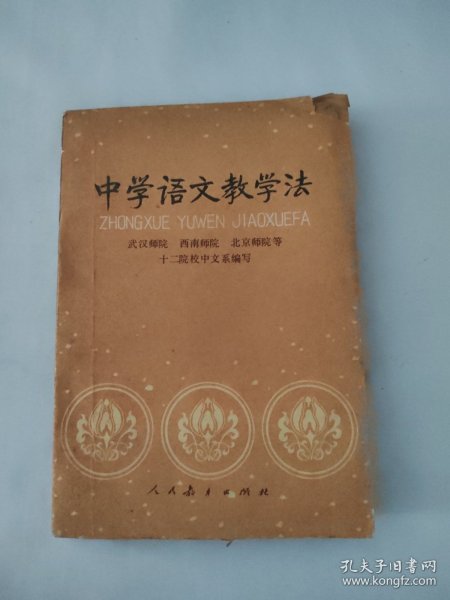 中学语文教学法
ZHONGXUE YUWEN JIAOXUEFA
武汉师院 西南师院 北京师院等
十二院校中文系编写
人民教育出版社
孔夫子旧书网
www.kongfz.com